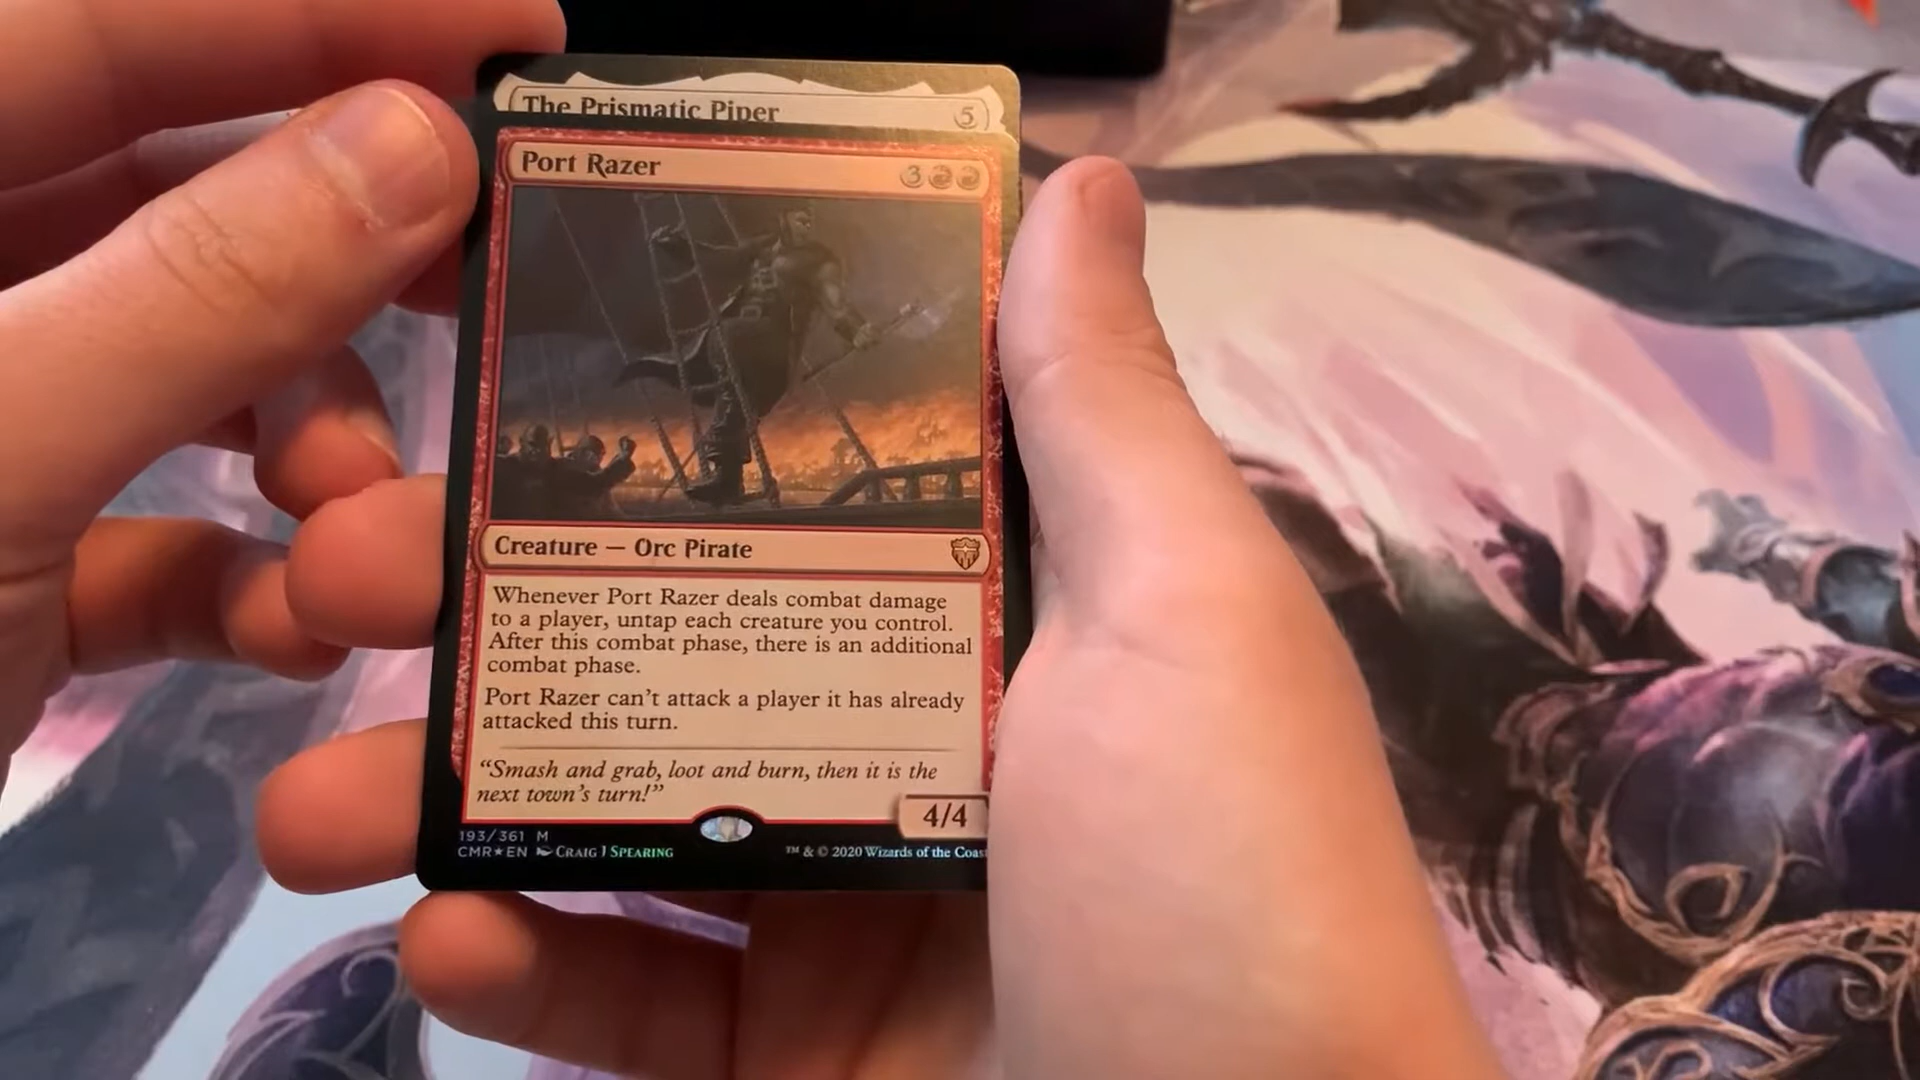 The Prismatic Piper 5
Port Razer 3
Creature — Orc Pirate
Whenever Port Razer deals combat damage
to a player, untap each creature you control.
After this combat phase, there is an additional
combat phase.
Port Razer can't attack a player it has already
attacked this turn.
“Smash and grab, loot and burn, then it is the
next town's turn!”
4/4
193/361 M
CMR★EN Craig J Spearing
™ & © 2020 Wizards of the Coas